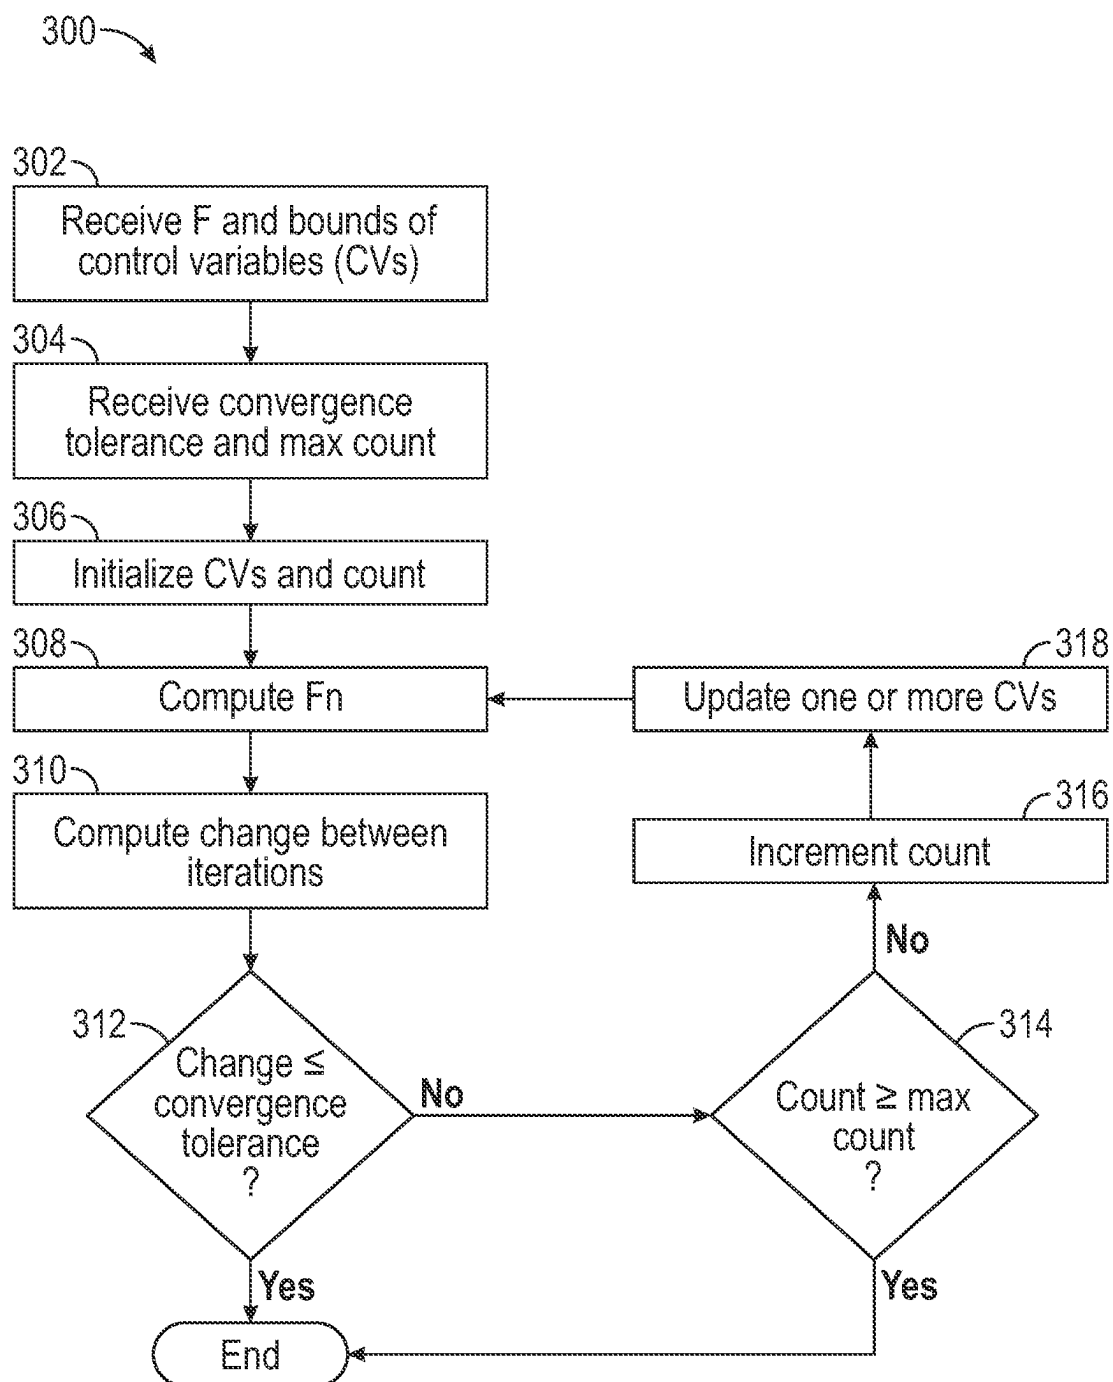 300
302
Receive F and bounds of
control variables (CVs)
304
Receive convergence
tolerance and max count
306
Initialize CVs and count
308
Compute Fn
318
Update one or more CVs
310
Compute change between
iterations
316
Increment count
No
312
Change ≤
convergence
tolerance
?
No
314
Count ≥ max
count
?
Yes
Yes
End